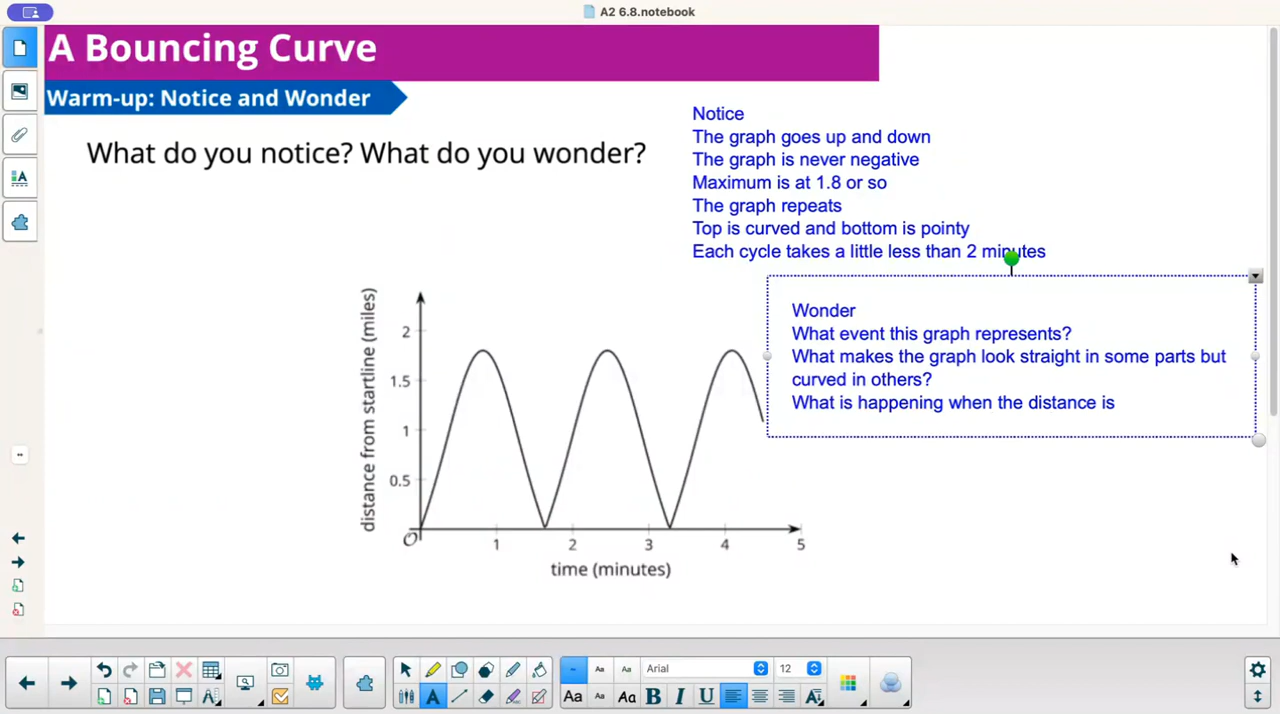 A2 6.8.notebook
A Bouncing Curve
Warm-up: Notice and Wonder
What do you notice? What do you wonder?
Notice
The graph goes up and down
The graph is never negative
Maximum is at 1.8 or so
The graph repeats
Top is curved and bottom is pointy
Each cycle takes a little less than 2 minutes
Wonder
What event this graph represents?
What makes the graph look straight in some parts but
curved in others?
What is happening when the distance is
distance from startline (miles)
2
1.5
1
0.5
O
1 2 3 4 5
time (minutes)
Arial 12
Aa Aa
A B I U A
Aa Aa Aa